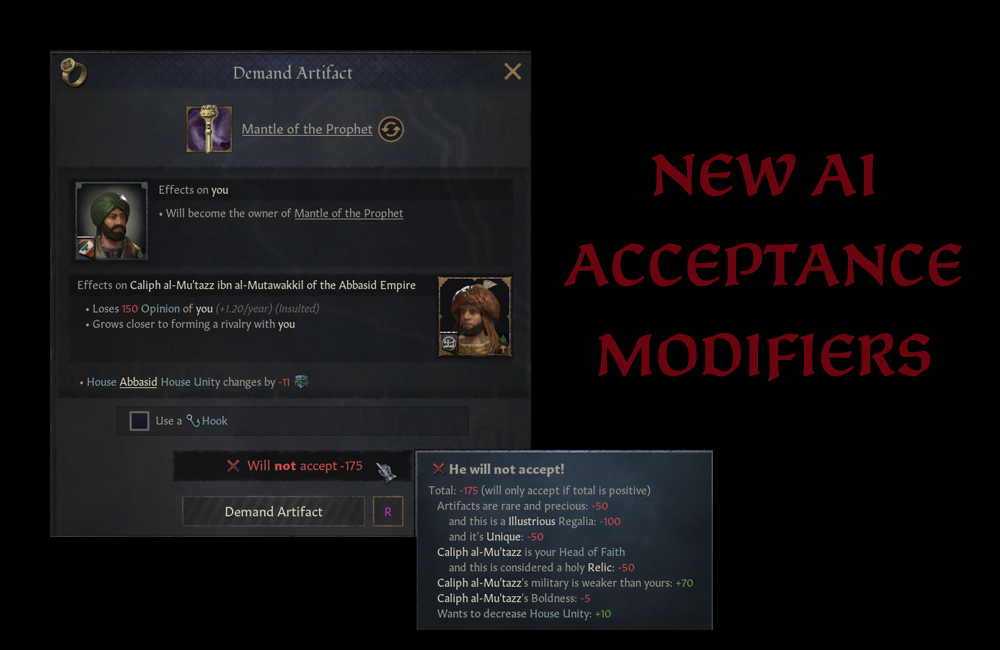 Demand Artifact
Mantle of the Prophet
Effects on you
• Will become the owner of Mantle of the Prophet
Effects on Caliph al-Mu'tazz ibn al-Mutawakkil of the Abbasid Empire
• Loses 150 Opinion of you (+1.20/year) (Insulted)
• Grows closer to forming a rivalry with you
• House Abbasid House Unity changes by -11
Use a Hook
Will not accept -175
Demand Artifact
R
He will not accept!
Total: -175 (will only accept if total is positive)
Artifacts are rare and precious: -50
and this is a Illustrious Regalia: -100
and it's Unique: -50
Caliph al-Mu'tazz is your Head of Faith
and this is considered a holy Relic: -50
Caliph al-Mu'tazz's military is weaker than yours: +70
Caliph al-Mu'tazz's Boldness: -5
Wants to decrease House Unity: +10
NEW AI
ACCEPTANCE
MODIFIERS